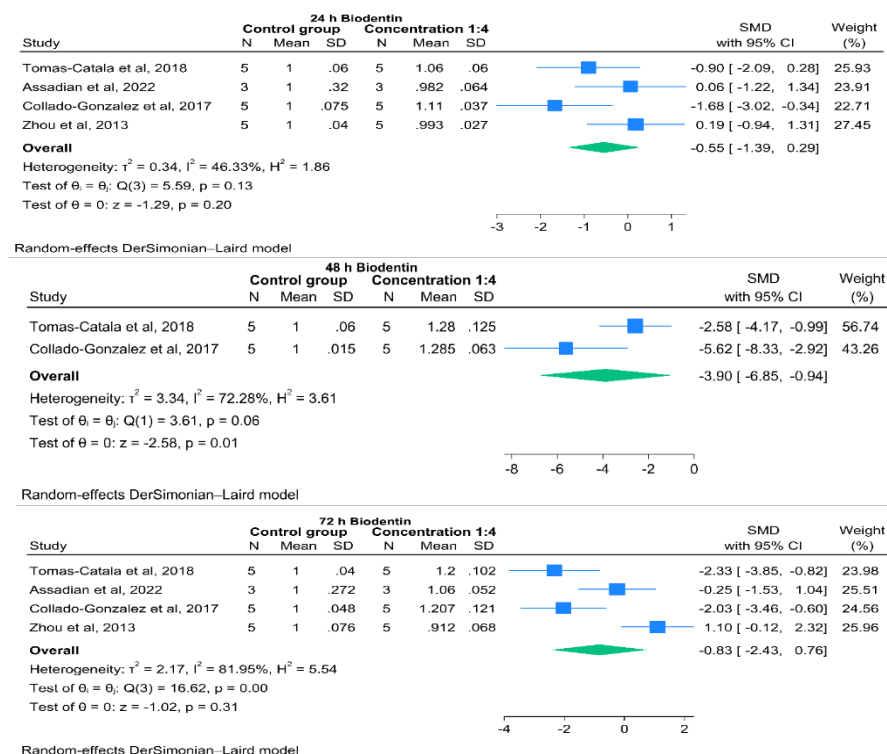 24 h Biodentin
Control group Concentration 1:4 SMD Weight
Study N Mean SD N Mean SD with 95% CI (%)
Tomas-Catala et al, 2018 5 1 .06 5 1.06 .06 -0.90 [ -2.09, 0.28] 25.93
Assadian et al, 2022 3 1 .32 3 .982 .064 0.06 [ -1.22, 1.34] 23.91
Collado-Gonzalez et al, 2017 5 1 .075 5 1.11 .037 -1.68 [ -3.02, -0.34] 22.71
Zhou et al, 2013 5 1 .04 5 .993 .027 0.19 [ -0.94, 1.31] 27.45
Overall -0.55 [ -1.39, 0.29]
Heterogeneity: τ² = 0.34, I² = 46.33%, H² = 1.86
Test of θᵢ = θⱼ: Q(3) = 5.59, p = 0.13
Test of θ = 0: z = -1.29, p = 0.20
-3 -2 -1 0 1
Random-effects DerSimonian–Laird model
48 h Biodentin
Control group Concentration 1:4 SMD Weight
Study N Mean SD N Mean SD with 95% CI (%)
Tomas-Catala et al, 2018 5 1 .06 5 1.28 .125 -2.58 [ -4.17, -0.99] 56.74
Collado-Gonzalez et al, 2017 5 1 .015 5 1.285 .063 -5.62 [ -8.33, -2.92] 43.26
Overall -3.90 [ -6.85, -0.94]
Heterogeneity: τ² = 3.34, I² = 72.28%, H² = 3.61
Test of θᵢ = θⱼ: Q(1) = 3.61, p = 0.06
Test of θ = 0: z = -2.58, p = 0.01
-8 -6 -4 -2 0
Random-effects DerSimonian–Laird model
72 h Biodentin
Control group Concentration 1:4 SMD Weight
Study N Mean SD N Mean SD with 95% CI (%)
Tomas-Catala et al, 2018 5 1 .04 5 1.2 .102 -2.33 [ -3.85, -0.82] 23.98
Assadian et al, 2022 3 1 .272 3 1.06 .052 -0.25 [ -1.53, 1.04] 25.51
Collado-Gonzalez et al, 2017 5 1 .048 5 1.207 .121 -2.03 [ -3.46, -0.60] 24.56
Zhou et al, 2013 5 1 .076 5 .912 .068 1.10 [ -0.12, 2.32] 25.96
Overall -0.83 [ -2.43, 0.76]
Heterogeneity: τ² = 2.17, I² = 81.95%, H² = 5.54
Test of θᵢ = θⱼ: Q(3) = 16.62, p = 0.00
Test of θ = 0: z = -1.02, p = 0.31
-4 -2 0 2
Random-effects DerSimonian–Laird model